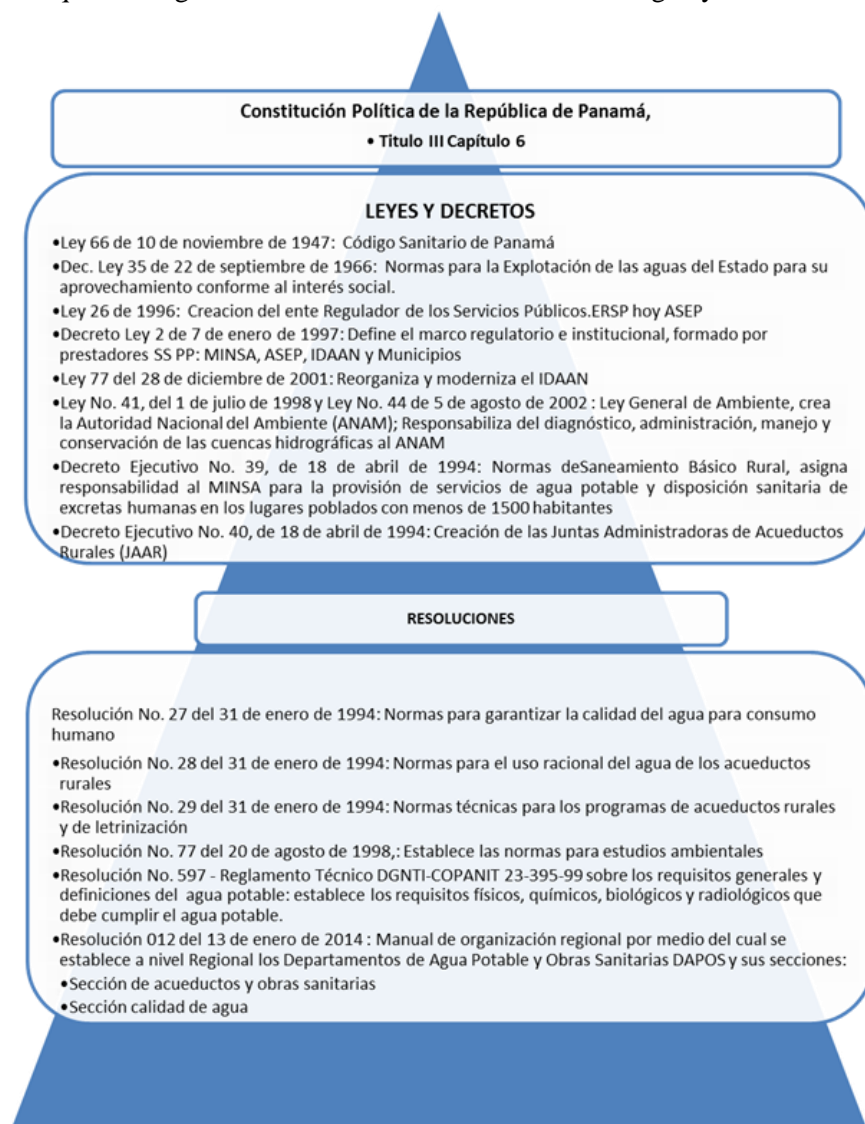 Constitución Política de la República de Panamá,
• Titulo III Capítulo 6
LEYES Y DECRETOS
•Ley 66 de 10 de noviembre de 1947: Código Sanitario de Panamá
•Dec. Ley 35 de 22 de septiembre de 1966: Normas para la Explotación de las aguas del Estado para su
aprovechamiento conforme al interés social.
•Ley 26 de 1996: Creacion del ente Regulador de los Servicios Públicos.ERSP hoy ASEP
•Decreto Ley 2 de 7 de enero de 1997: Define el marco regulatorio e institucional, formado por
prestadores SS PP: MINSA, ASEP, IDAAN y Municipios
•Ley 77 del 28 de diciembre de 2001: Reorganiza y moderniza el IDAAN
•Ley No. 41, del 1 de julio de 1998 y Ley No. 44 de 5 de agosto de 2002 : Ley General de Ambiente, crea
la Autoridad Nacional del Ambiente (ANAM); Responsabiliza del diagnóstico, administración, manejo y
conservación de las cuencas hidrográficas al ANAM
•Decreto Ejecutivo No. 39, de 18 de abril de 1994: Normas deSaneamiento Básico Rural, asigna
responsabilidad al MINSA para la provisión de servicios de agua potable y disposición sanitaria de
excretas humanas en los lugares poblados con menos de 1500 habitantes
•Decreto Ejecutivo No. 40, de 18 de abril de 1994: Creación de las Juntas Administradoras de Acueductos
Rurales (JAAR)
RESOLUCIONES
Resolución No. 27 del 31 de enero de 1994: Normas para garantizar la calidad del agua para consumo
humano
•Resolución No. 28 del 31 de enero de 1994: Normas para el uso racional del agua de los acueductos
rurales
•Resolución No. 29 del 31 de enero de 1994: Normas técnicas para los programas de acueductos rurales
y de letrinización
•Resolución No. 77 del 20 de agosto de 1998,: Establece las normas para estudios ambientales
•Resolución No. 597 - Reglamento Técnico DGNTI-COPANIT 23-395-99 sobre los requisitos generales y
definiciones del agua potable: establece los requisitos físicos, químicos, biológicos y radiológicos que
debe cumplir el agua potable.
•Resolución 012 del 13 de enero de 2014 : Manual de organización regional por medio del cual se
establece a nivel Regional los Departamentos de Agua Potable y Obras Sanitarias DAPOS y sus secciones:
•Sección de acueductos y obras sanitarias
•Sección calidad de agua